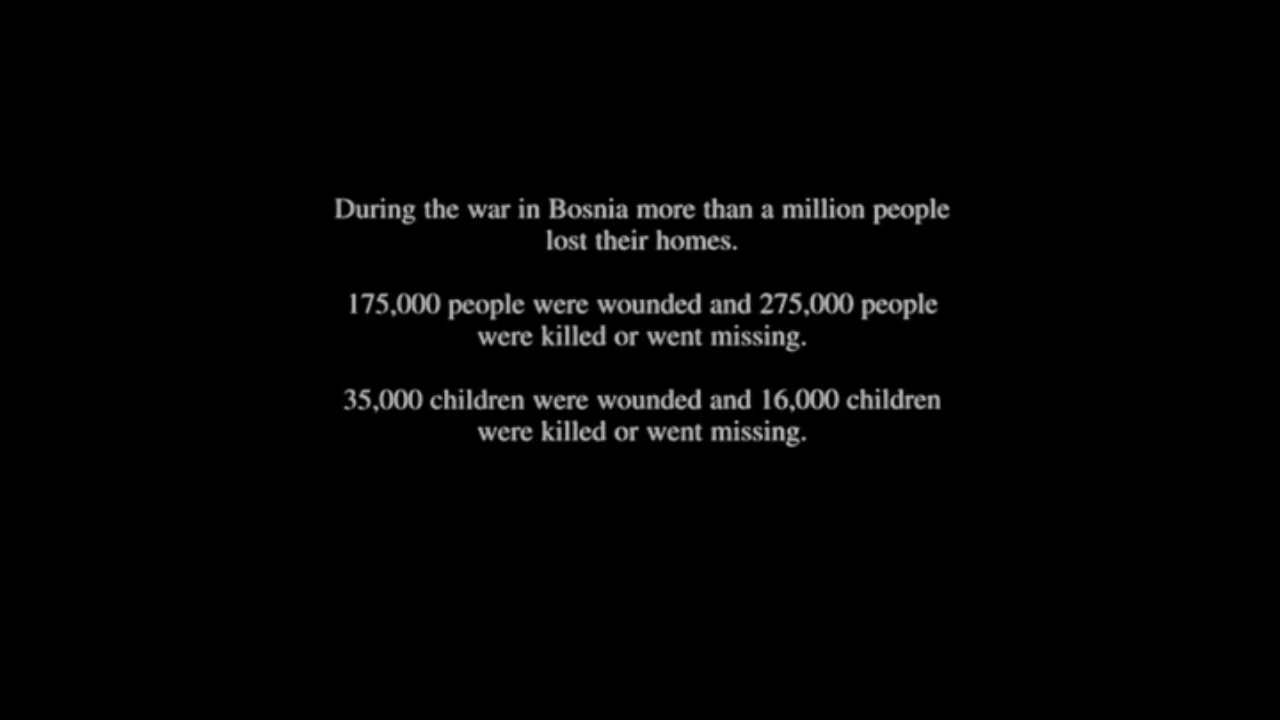 During the war in Bosnia more than a million people
lost their homes.
175,000 people were wounded and 275,000 people
were killed or went missing.
35,000 children were wounded and 16,000 children
were killed or went missing.